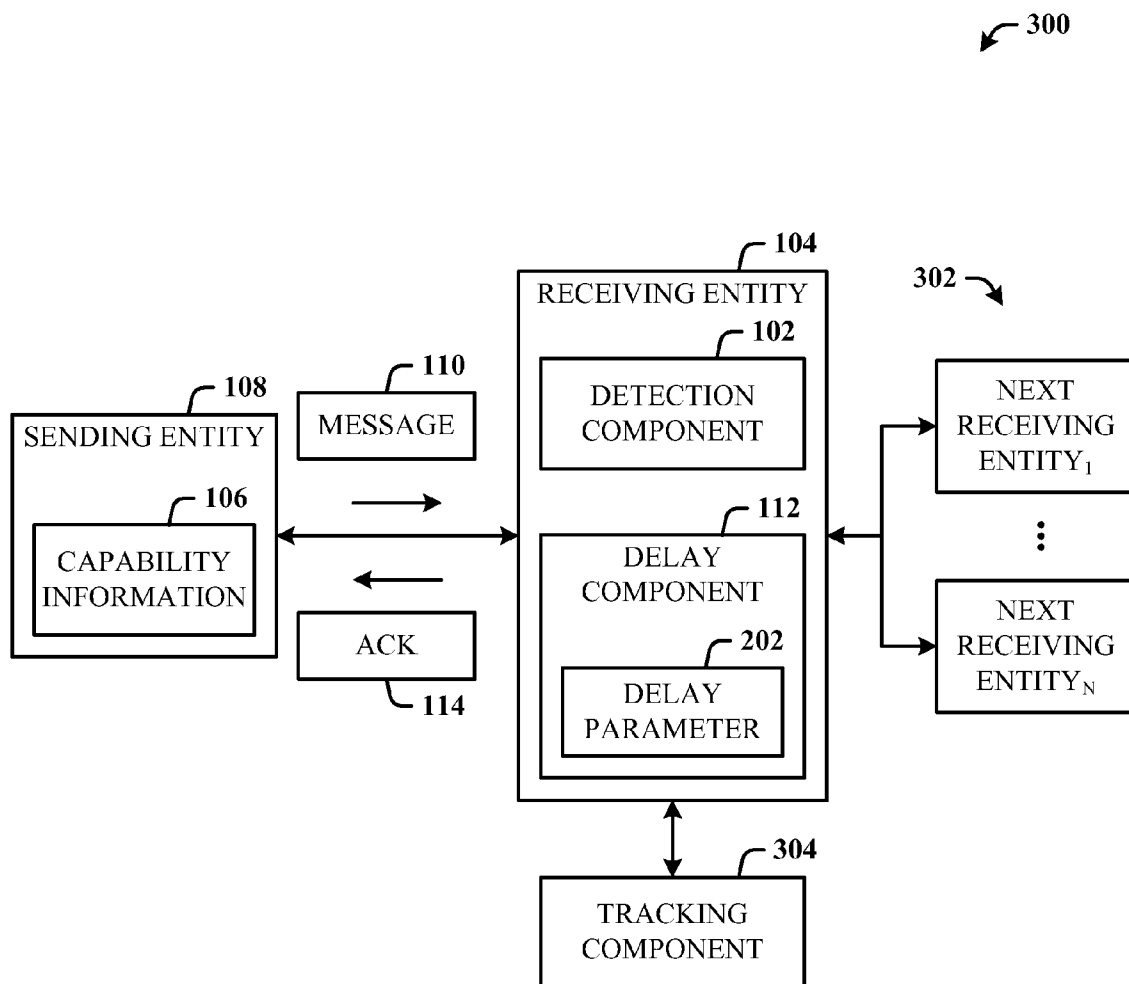 300
104
RECEIVING ENTITY
302
102
DETECTION
COMPONENT
110
MESSAGE
108
SENDING ENTITY
106
CAPABILITY
INFORMATION
NEXT
RECEIVING
ENTITY1
112
DELAY
COMPONENT
ACK
114
202
DELAY
PARAMETER
NEXT
RECEIVING
ENTITYN
304
TRACKING
COMPONENT